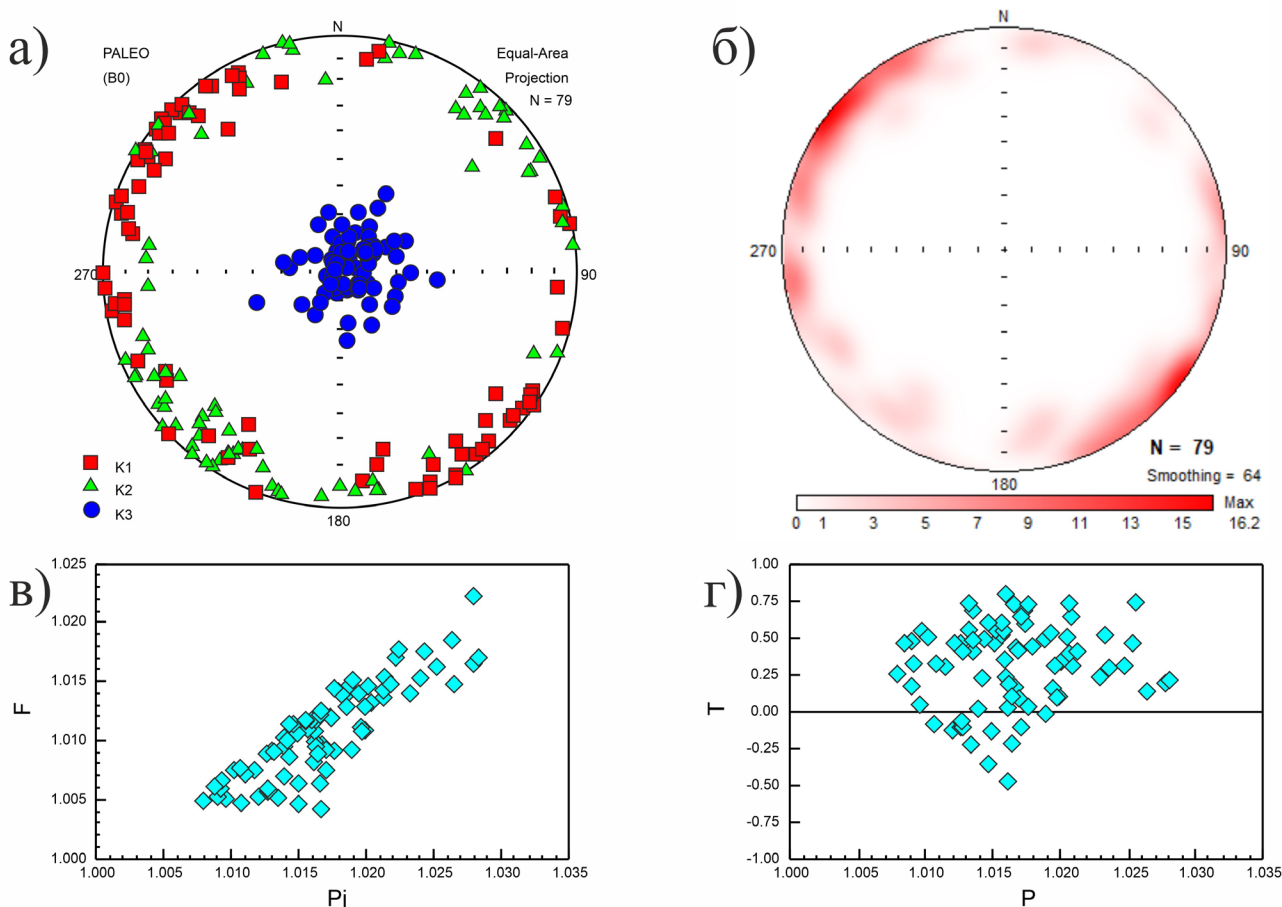 а)
N
PALEO
(B0)
Equal-Area
Projection
N = 79
270
90
K1
K2
K3
180
б)
N
270
90
180
N = 79
Smoothing = 64
Max
0 1 3 5 7 9 11 13 15 16.2
в)
1.025
1.020
1.015
1.010
1.005
1.000
F
1.000 1.005 1.010 1.015 1.020 1.025 1.030 1.035
Pj
г)
1.00
0.75
0.50
0.25
0.00
-0.25
-0.50
-0.75
-1.00
T
1.000 1.005 1.010 1.015 1.020 1.025 1.030 1.035
P